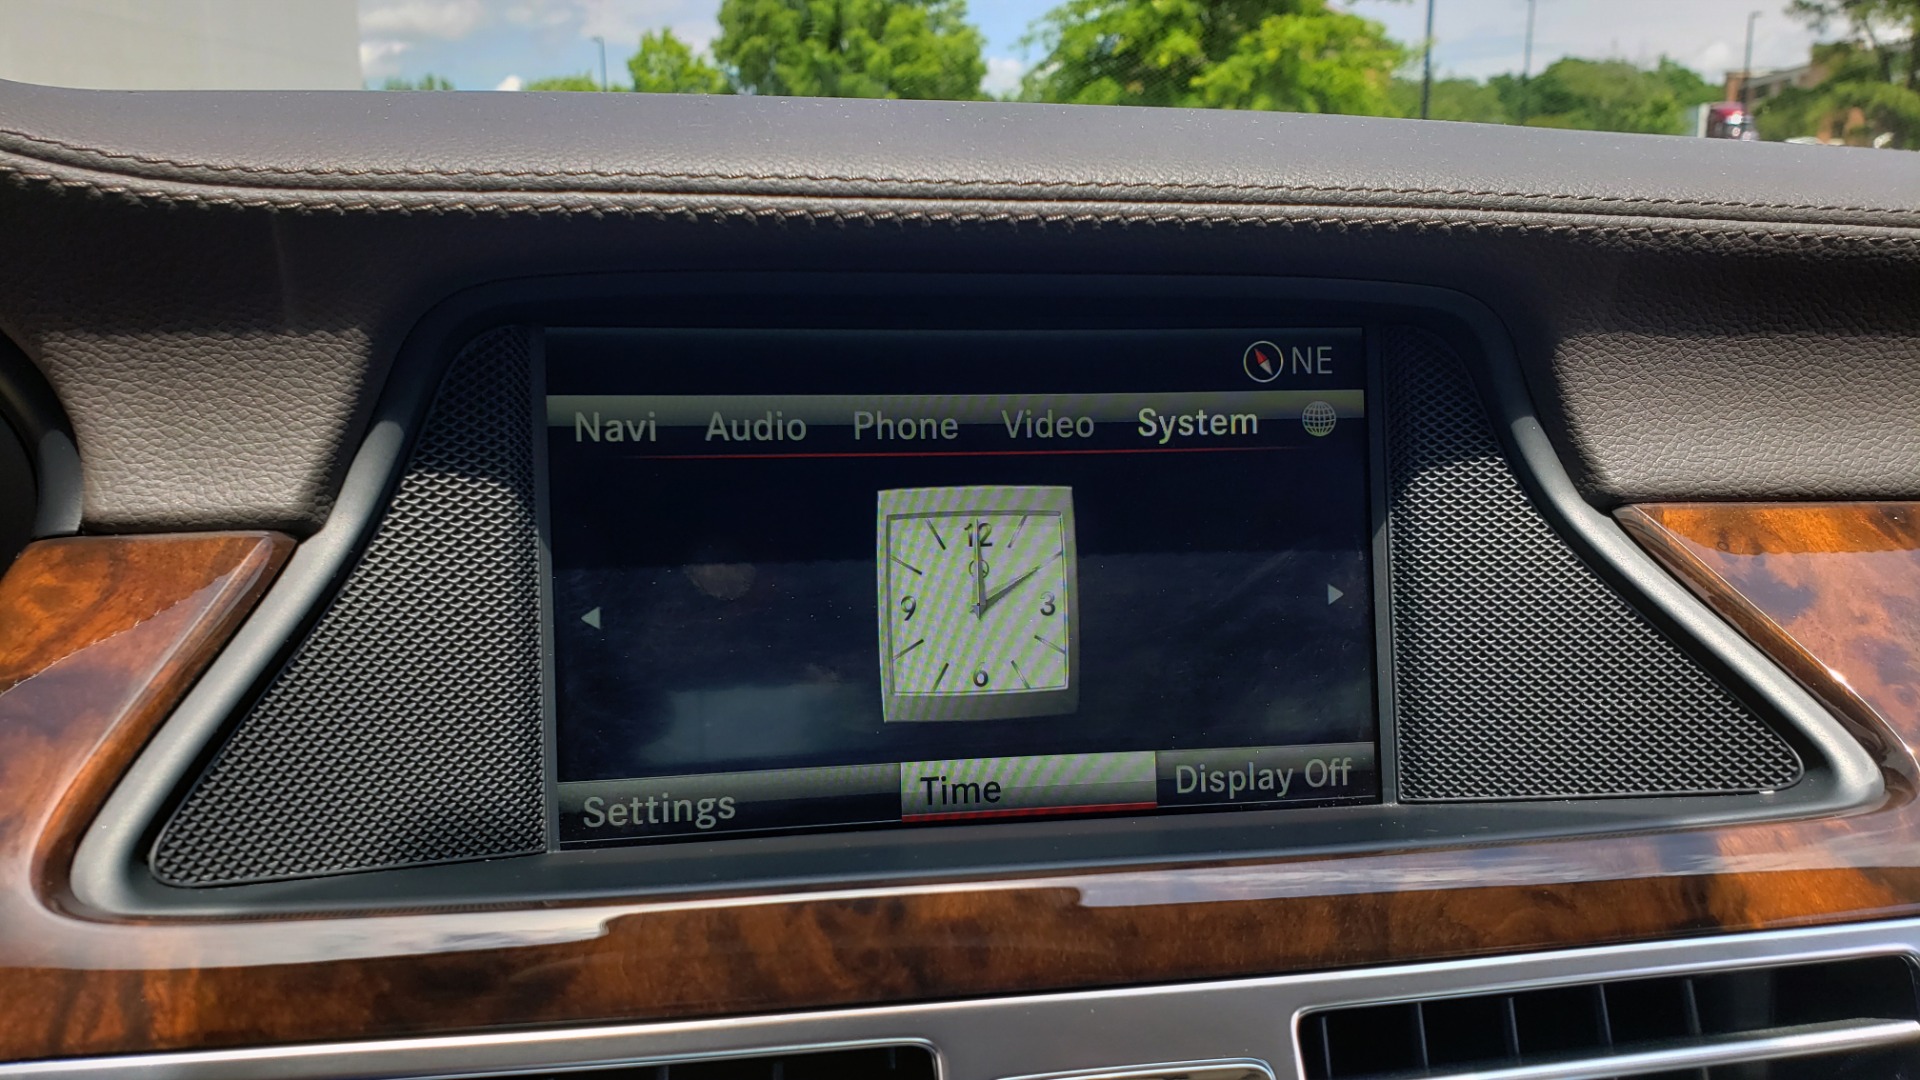 NE
Navi Audio Phone Video System
12
9 3
6
Settings Time Display Off